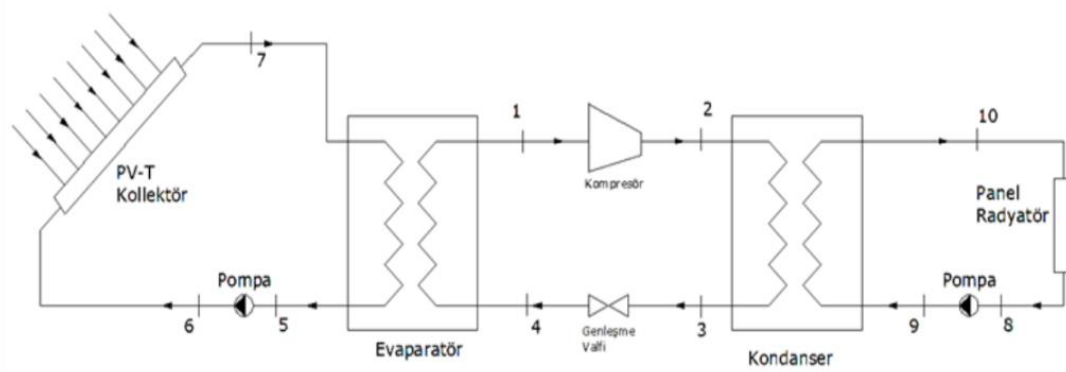 7
PV-T
Kollektör
1
Kompresör
2
10
Panel
Radyatör
Pompa
6
5
Evaparatör
4
Genleşme
Valfi
3
Kondanser
Pompa
9
8